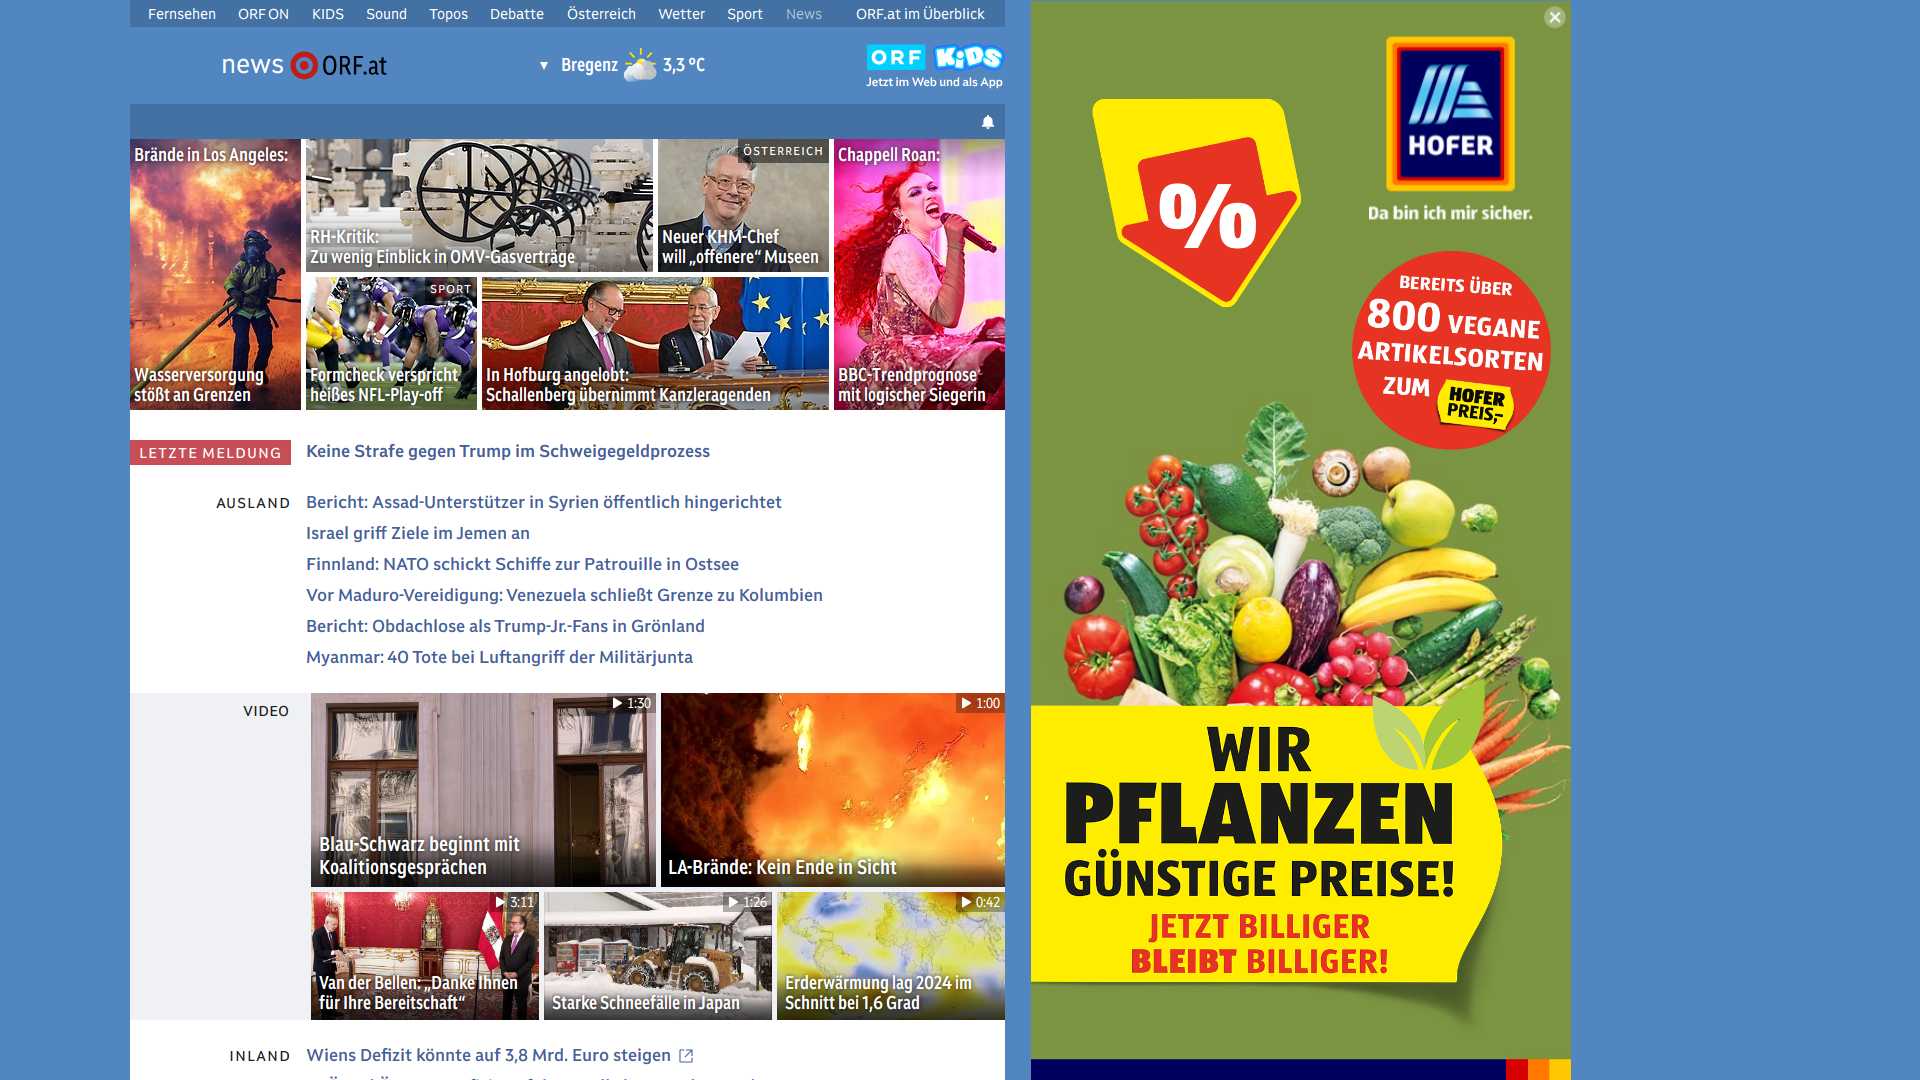 Fernsehen ORF ON KIDS Sound Topos Debatte Österreich Wetter Sport News ORF.at im Überblick
news ORF.at
Bregenz 3,3 °C
ORF KiDS
Jetzt im Web und als App
Brände in Los Angeles:
Wasserversorgung
stößt an Grenzen
RH-Kritik:
Zu wenig Einblick in OMV-Gasverträge
ÖSTERREICH
Neuer KHM-Chef
will „offenere“ Museen
SPORT
Formcheck verspricht
heißes NFL-Play-off
In Hofburg angelobt:
Schallenberg übernimmt Kanzleragenden
Chappell Roan:
BBC-Trendprognose
mit logischer Siegerin
LETZTE MELDUNG
Keine Strafe gegen Trump im Schweigegeldprozess
AUSLAND
Bericht: Assad-Unterstützer in Syrien öffentlich hingerichtet
Israel griff Ziele im Jemen an
Finnland: NATO schickt Schiffe zur Patrouille in Ostsee
Vor Maduro-Vereidigung: Venezuela schließt Grenze zu Kolumbien
Bericht: Obdachlose als Trump-Jr.-Fans in Grönland
Myanmar: 40 Tote bei Luftangriff der Militärjunta
VIDEO
1:30
Blau-Schwarz beginnt mit
Koalitionsgesprächen
1:00
LA-Brände: Kein Ende in Sicht
3:11
Van der Bellen: „Danke Ihnen
für Ihre Bereitschaft“
1:26
Starke Schneefälle in Japan
0:42
Erderwärmung lag 2024 im
Schnitt bei 1,6 Grad
INLAND
Wiens Defizit könnte auf 3,8 Mrd. Euro steigen
%
HOFER
Da bin ich mir sicher.
BEREITS ÜBER
800 VEGANE
ARTIKELSORTEN
ZUM
HOFER
PREIS,-
WIR
PFLANZEN
GÜNSTIGE PREISE!
JETZT BILLIGER
BLEIBT BILLIGER!